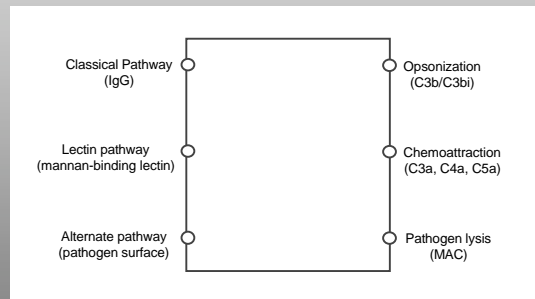 Classical Pathway
(IgG)
Lectin pathway
(mannan-binding lectin)
Alternate pathway
(pathogen surface)
Opsonization
(C3b/C3bi)
Chemoattraction
(C3a, C4a, C5a)
Pathogen lysis
(MAC)